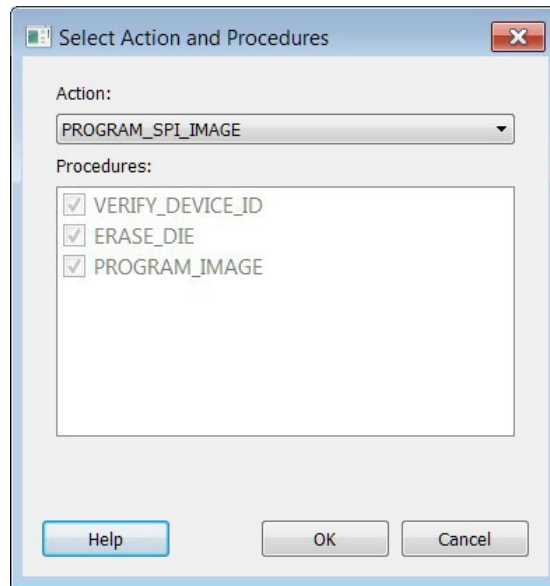 Select Action and Procedures
Action:
PROGRAM_SPI_IMAGE
Procedures:
VERIFY_DEVICE_ID
ERASE_DIE
PROGRAM_IMAGE
Help OK Cancel